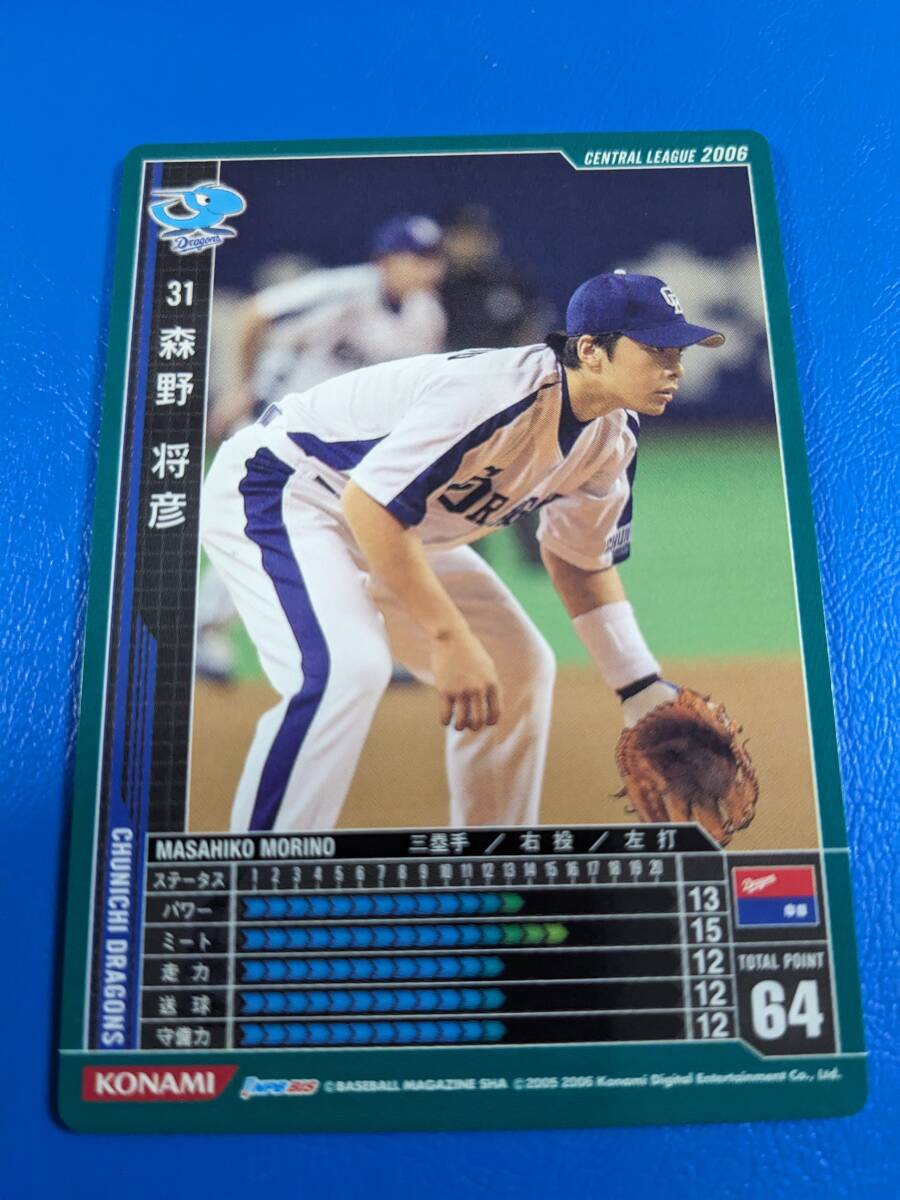 CENTRAL LEAGUE 2006
Dragons
31
森野 将彦
CHUNICHI DRAGONS
MASAHIKO MORINO 三塁手 / 右投 / 左打
ステータス 1 2 3 4 5 6 7 8 9 10 11 12 13 14 15 16 17 18 19 20
パワー 13
ミート 15
走力 12
送球 12
守備力 12
Dragons
TOTAL POINT
64
KONAMI NPB BIS ©BASEBALL MAGAZINE SHA ©2005 2006 Konami Digital Entertainment Co., Ltd.